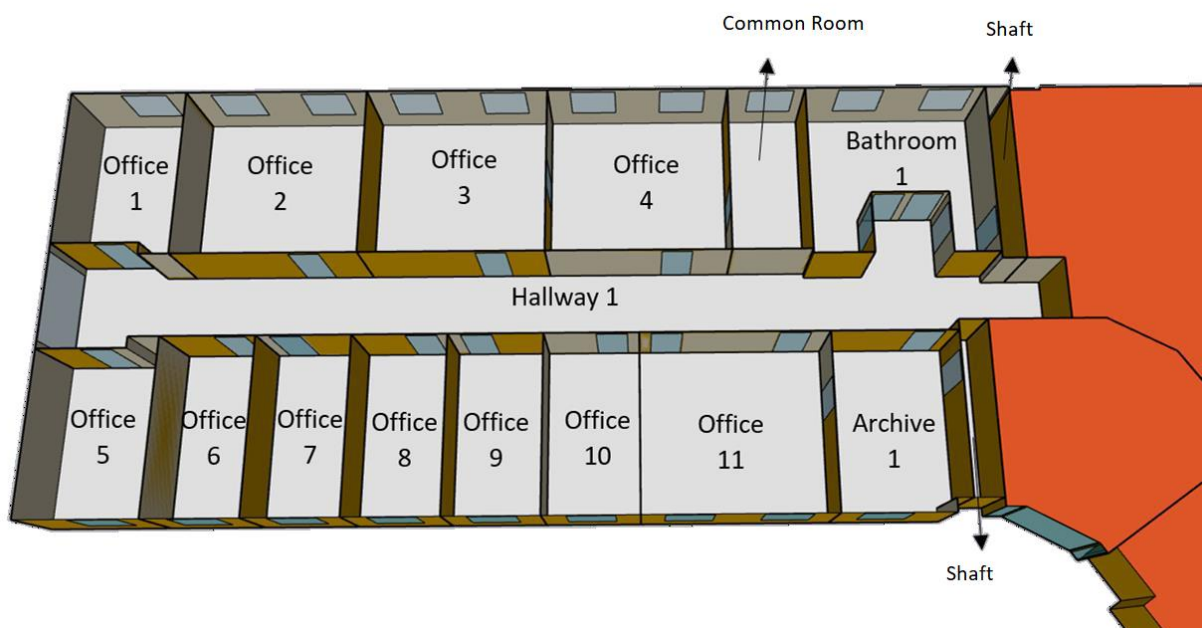 Common Room
Shaft
Office
1
Office
2
Office
3
Office
4
Bathroom
1
Hallway 1
Office
5
Office
6
Office
7
Office
8
Office
9
Office
10
Office
11
Archive
1
Shaft